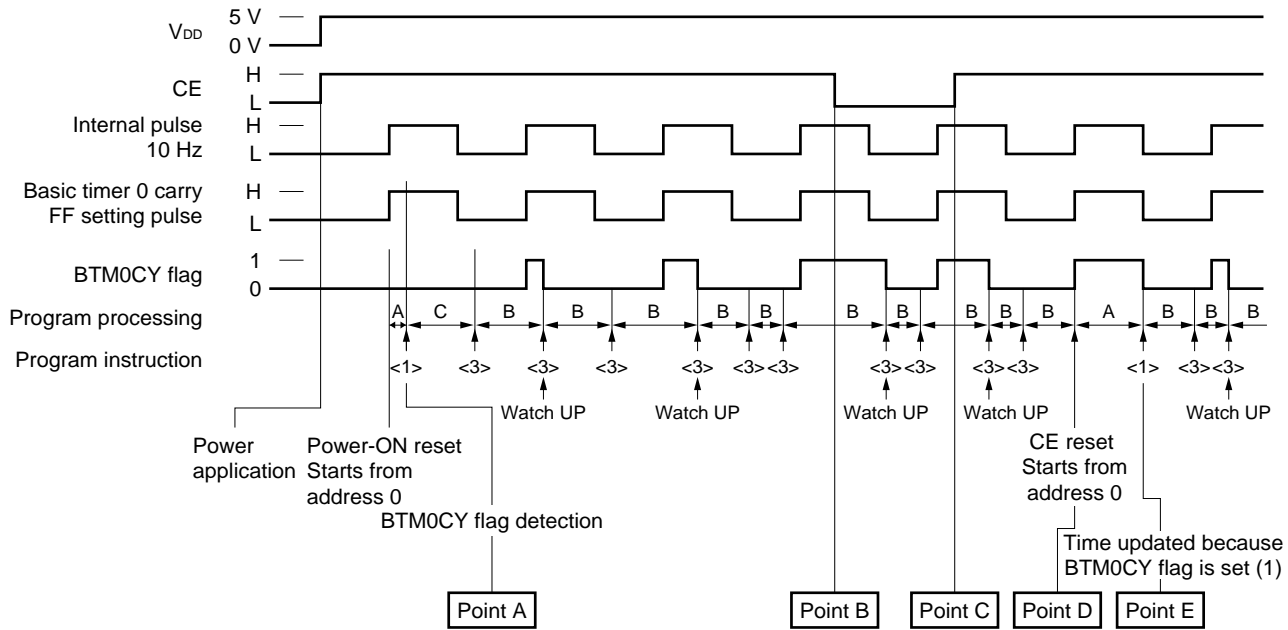 5 V
VDD
0 V
H
CE
L
Internal pulse
10 Hz
H
L
Basic timer 0 carry
FF setting pulse
H
L
BTM0CY flag
1
0
Program processing
A C B B B B B B B B B B A B B B
Program instruction
<1> <3> <3> <3> <3> <3> <3> <3> <3> <3> <3> <1> <3> <3>
Watch UP Watch UP Watch UP Watch UP Watch UP
Power
application
Power-ON reset
Starts from
address 0
BTM0CY flag detection
CE reset
Starts from
address 0
Time updated because
BTM0CY flag is set (1)
Point A Point B Point C Point D Point E